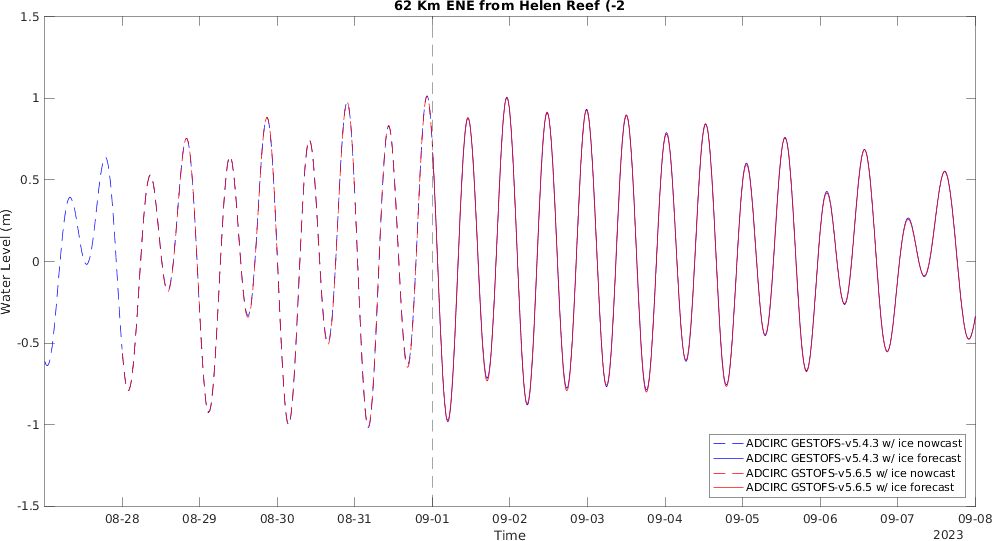 62 Km ENE from Helen Reef (-2
1.5
1
0.5
0
-0.5
-1
-1.5
Water Level (m)
08-28 08-29 08-30 08-31 09-01 09-02 09-03 09-04 09-05 09-06 09-07 09-08
Time
2023
ADCIRC GESTOFS-v5.4.3 w/ ice nowcast
ADCIRC GESTOFS-v5.4.3 w/ ice forecast
ADCIRC GSTOFS-v5.6.5 w/ ice nowcast
ADCIRC GSTOFS-v5.6.5 w/ ice forecast